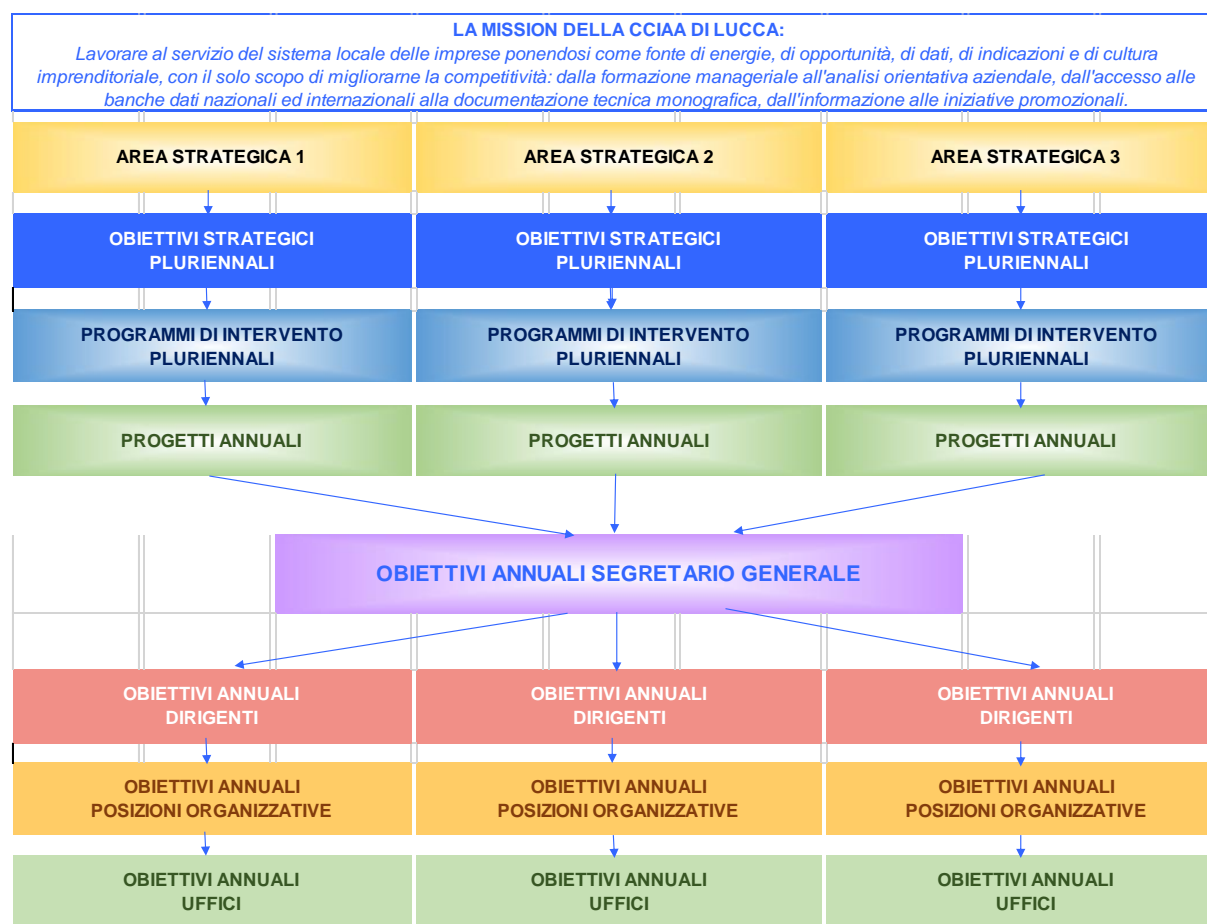 LA MISSION DELLA CCIAA DI LUCCA:
Lavorare al servizio del sistema locale delle imprese ponendosi come fonte di energie, di opportunità, di dati, di indicazioni e di cultura
imprenditoriale, con il solo scopo di migliorarne la competitività: dalla formazione manageriale all'analisi orientativa aziendale, dall'accesso alle
banche dati nazionali ed internazionali alla documentazione tecnica monografica, dall'informazione alle iniziative promozionali.
AREA STRATEGICA 1
AREA STRATEGICA 2
AREA STRATEGICA 3
OBIETTIVI STRATEGICI
PLURIENNALI
OBIETTIVI STRATEGICI
PLURIENNALI
OBIETTIVI STRATEGICI
PLURIENNALI
PROGRAMMI DI INTERVENTO
PLURIENNALI
PROGRAMMI DI INTERVENTO
PLURIENNALI
PROGRAMMI DI INTERVENTO
PLURIENNALI
PROGETTI ANNUALI
PROGETTI ANNUALI
PROGETTI ANNUALI
OBIETTIVI ANNUALI SEGRETARIO GENERALE
OBIETTIVI ANNUALI
DIRIGENTI
OBIETTIVI ANNUALI
DIRIGENTI
OBIETTIVI ANNUALI
DIRIGENTI
OBIETTIVI ANNUALI
POSIZIONI ORGANIZZATIVE
OBIETTIVI ANNUALI
POSIZIONI ORGANIZZATIVE
OBIETTIVI ANNUALI
POSIZIONI ORGANIZZATIVE
OBIETTIVI ANNUALI
UFFICI
OBIETTIVI ANNUALI
UFFICI
OBIETTIVI ANNUALI
UFFICI